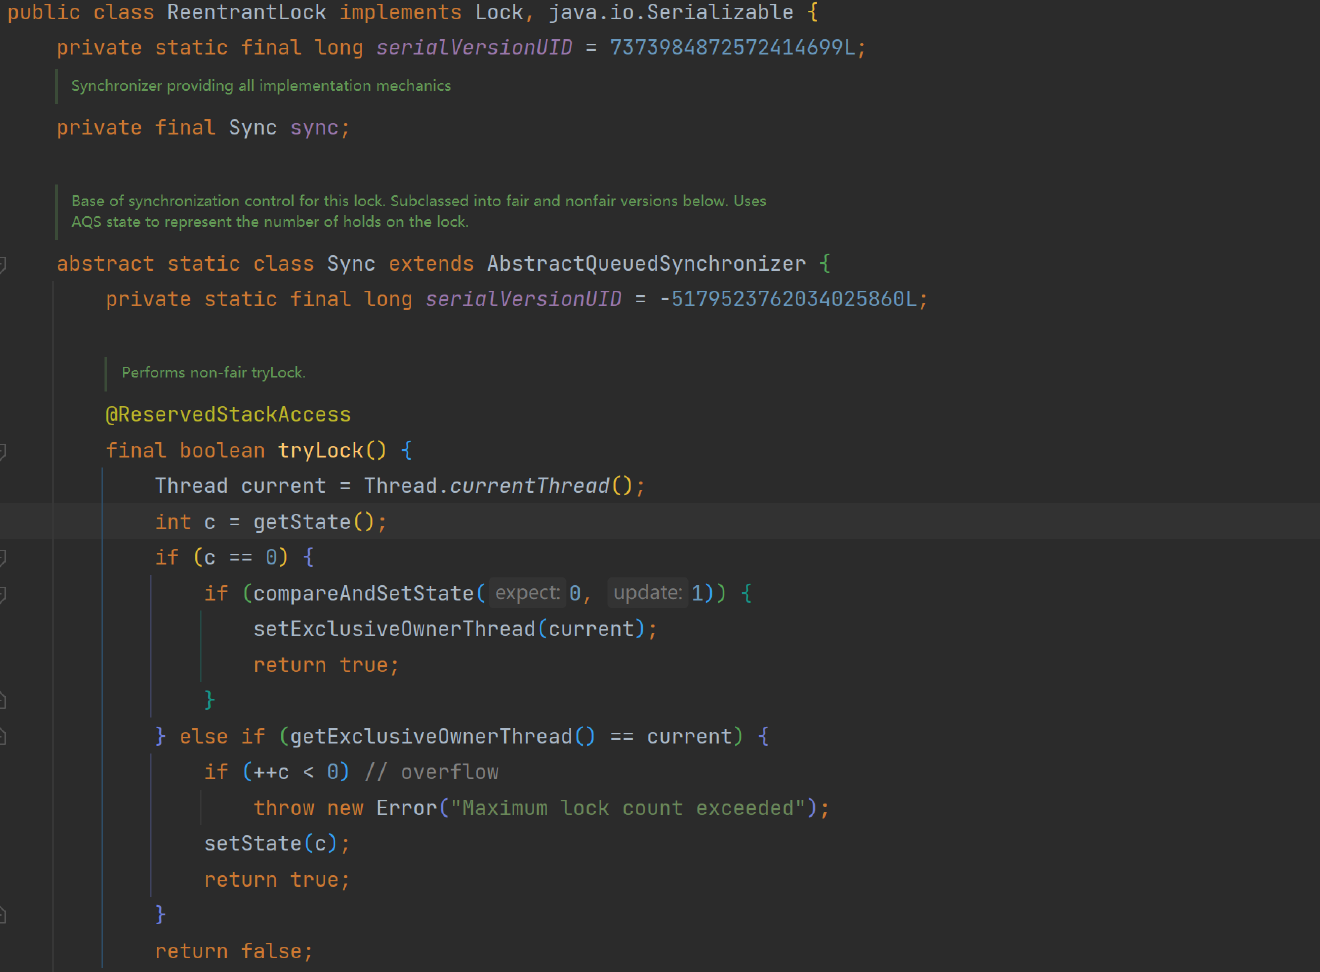 public class ReentrantLock implements Lock, java.io.Serializable {
private static final long serialVersionUID = 7373984872572414699L;
Synchronizer providing all implementation mechanics
private final Sync sync;
Base of synchronization control for this lock. Subclassed into fair and nonfair versions below. Uses
AQS state to represent the number of holds on the lock.
abstract static class Sync extends AbstractQueuedSynchronizer {
private static final long serialVersionUID = -5179523762034025860L;
Performs non-fair tryLock.
@ReservedStackAccess
final boolean tryLock() {
Thread current = Thread.currentThread();
int c = getState();
if (c == 0) {
if (compareAndSetState( expect: 0, update: 1)) {
setExclusiveOwnerThread(current);
return true;
}
} else if (getExclusiveOwnerThread() == current) {
if (++c < 0) // overflow
throw new Error("Maximum lock count exceeded");
setState(c);
return true;
}
return false;